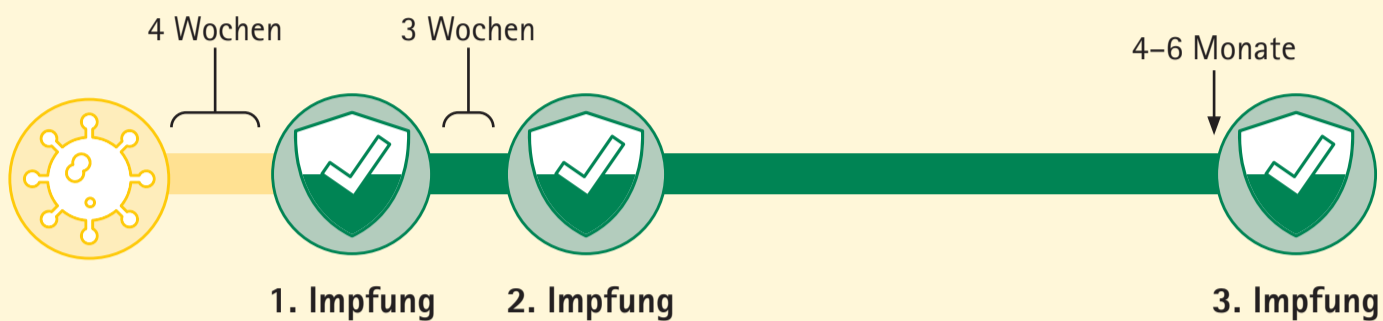 4 Wochen
3 Wochen
4–6 Monate
1. Impfung
2. Impfung
3. Impfung